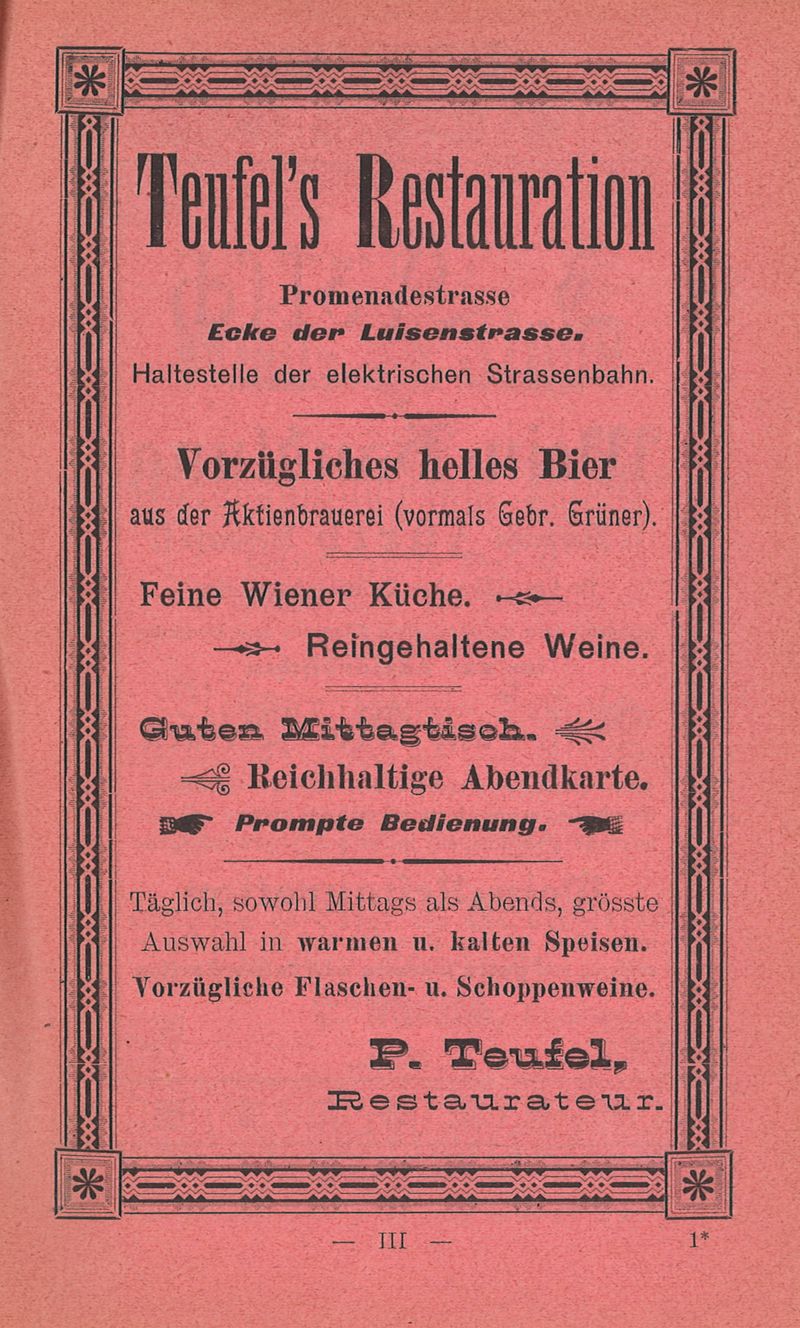 Teufel's Restauration
Promenadestrasse
Ecke der Luisenstrasse.
Haltestelle der elektrischen Strassenbahn.
Vorzügliches helles Bier
aus der Aktienbrauerei (vormals Gebr. Grüner).
Feine Wiener Küche.
Reingehaltene Weine.
Guten Mittagtisch.
Reichhaltige Abendkarte.
Prompte Bedienung.
Täglich, sowohl Mittags als Abends, grösste
Auswahl in warmen u. kalten Speisen.
Vorzügliche Flaschen- u. Schoppenweine.
P. Teufel,
Restaurateur.
— III — 1*